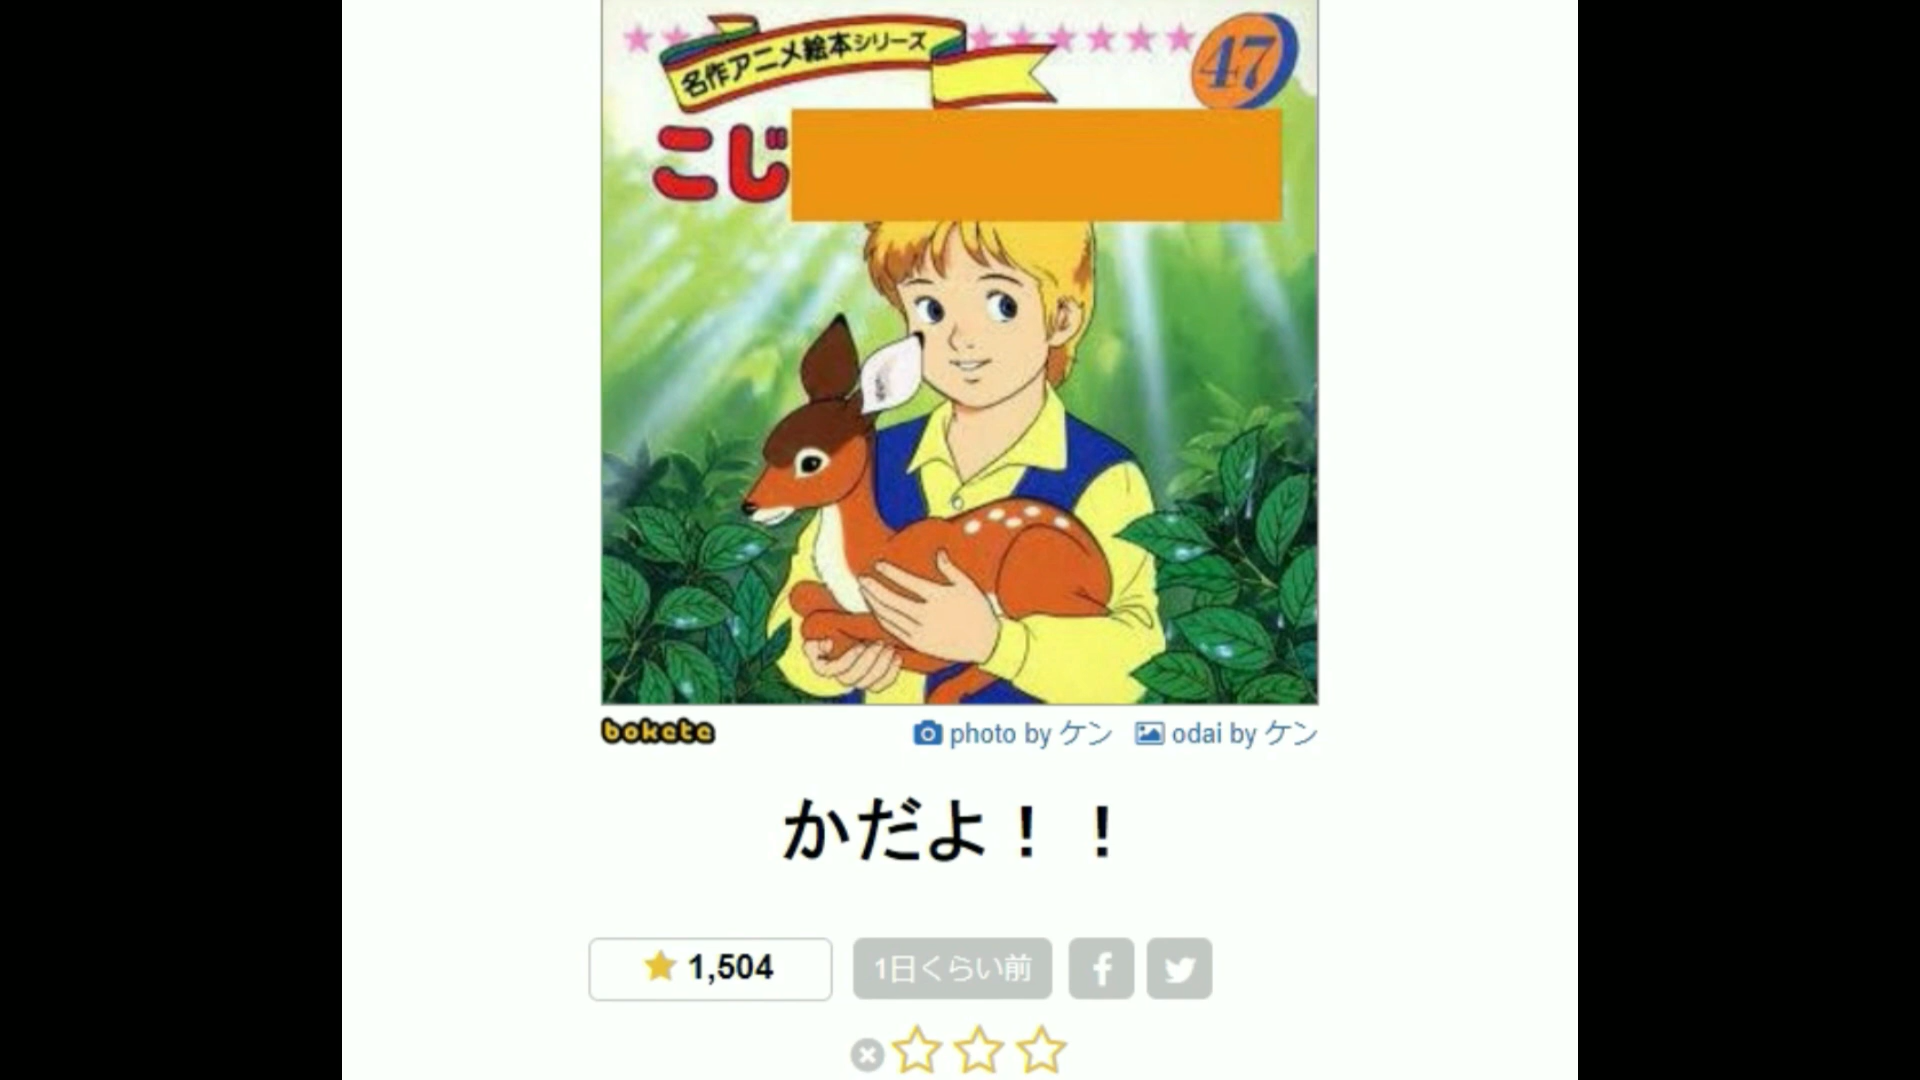 名作アニメ絵本シリーズ
47
こじ
bokete
photo by ケン odai by ケン
かだよ！！
1,504
1日くらい前